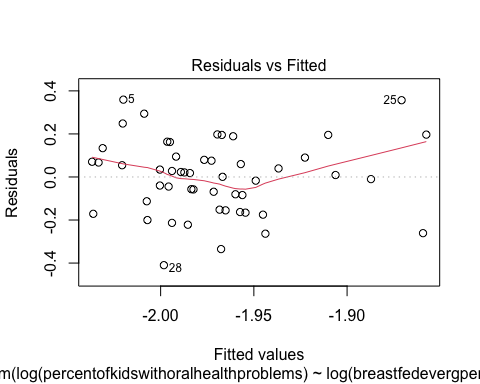 Residuals vs Fitted
Residuals
0.4
0.2
0.0
-0.2
-0.4
5
25
28
-2.00
-1.95
-1.90
Fitted values
m(log(percentofkidswithoralhealthproblems) ~ log(breastfedevergper